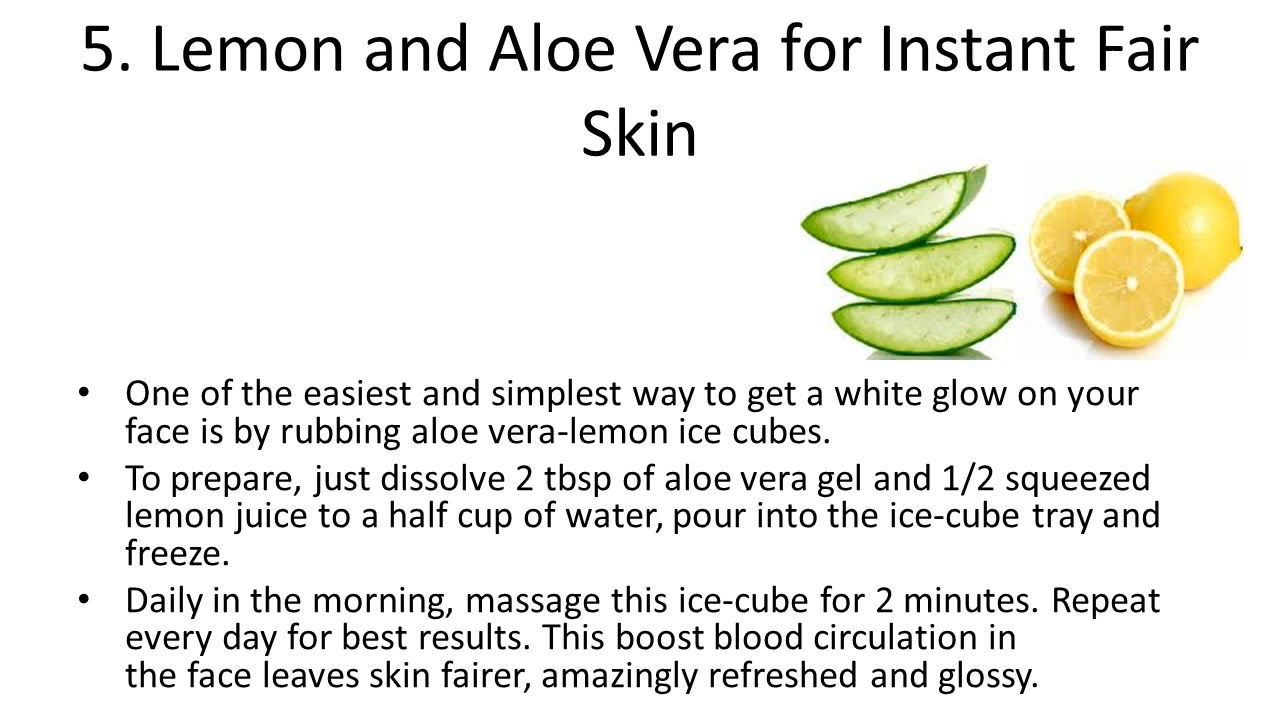 5. Lemon and Aloe Vera for Instant Fair
Skin
• One of the easiest and simplest way to get a white glow on your
face is by rubbing aloe vera-lemon ice cubes.
• To prepare, just dissolve 2 tbsp of aloe vera gel and 1/2 squeezed
lemon juice to a half cup of water, pour into the ice-cube tray and
freeze.
• Daily in the morning, massage this ice-cube for 2 minutes. Repeat
every day for best results. This boost blood circulation in
the face leaves skin fairer, amazingly refreshed and glossy.